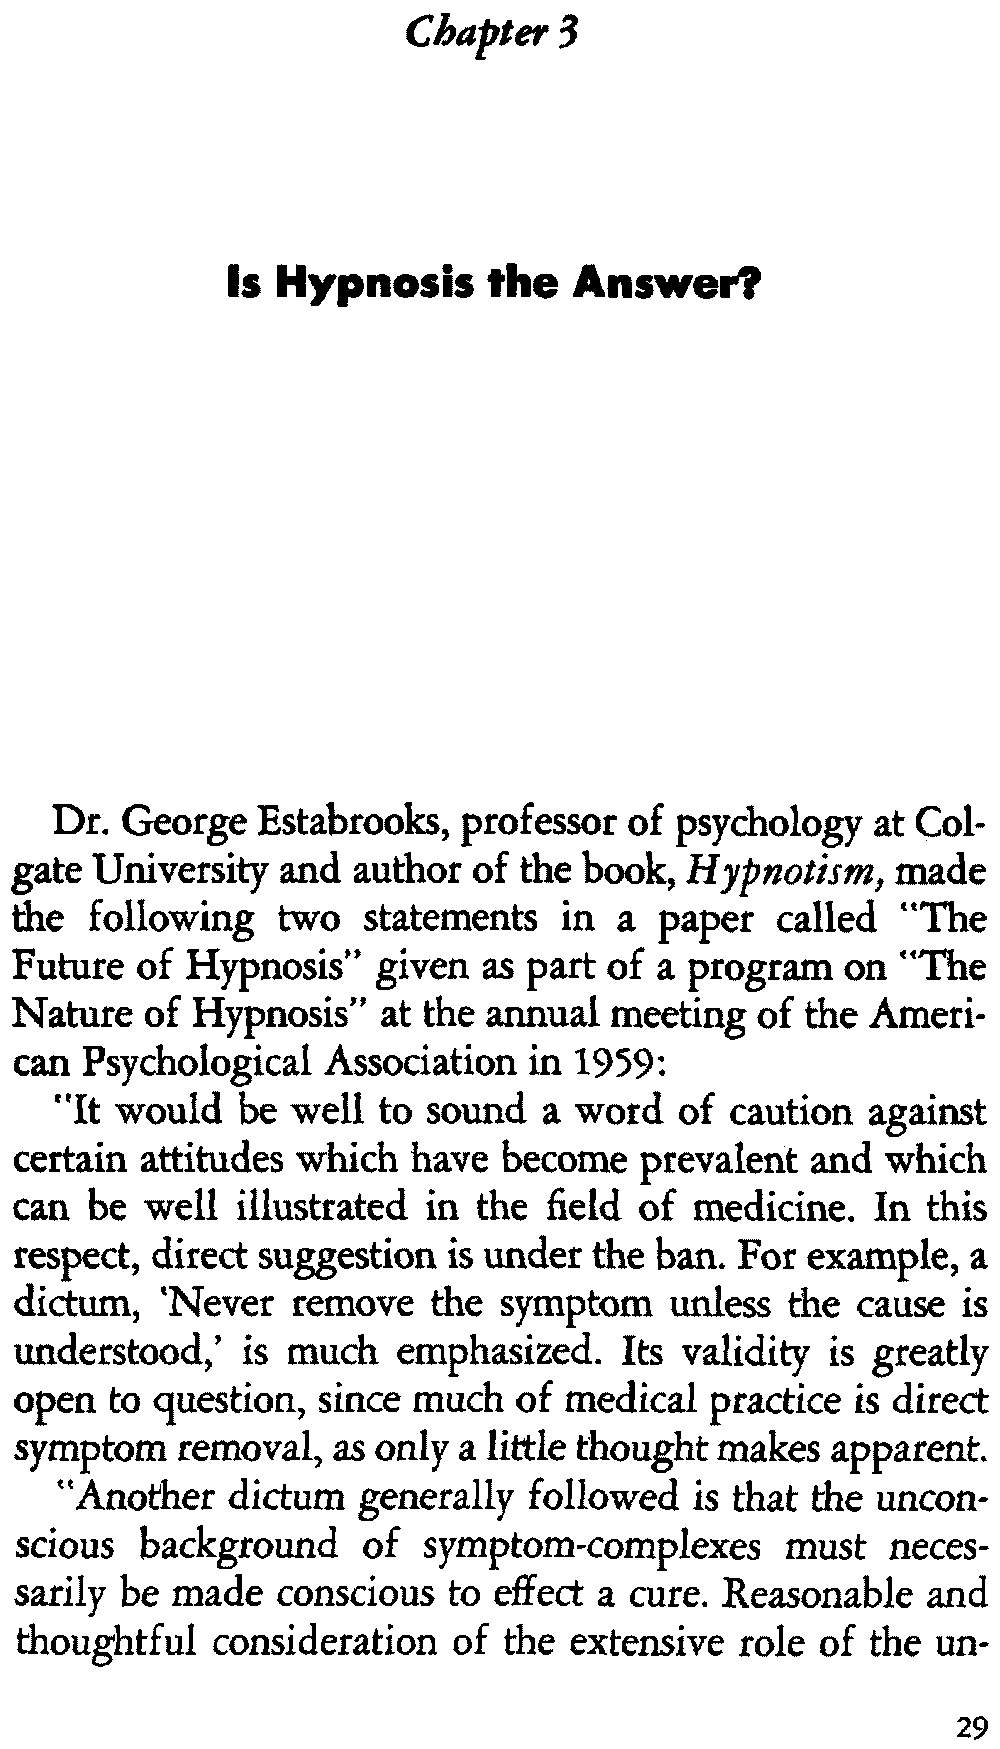 Chapter 3
Is Hypnosis the Answer?
Dr. George Estabrooks, professor of psychology at Col-
gate University and author of the book, Hypnotism, made
the following two statements in a paper called "The
Future of Hypnosis" given as part of a program on "The
Nature of Hypnosis" at the annual meeting of the Ameri-
can Psychological Association in 1959:
"It would be well to sound a word of caution against
certain attitudes which have become prevalent and which
can be well illustrated in the field of medicine. In this
respect, direct suggestion is under the ban. For example, a
dictum, 'Never remove the symptom unless the cause is
understood,' is much emphasized. Its validity is greatly
open to question, since much of medical practice is direct
symptom removal, as only a little thought makes apparent.
"Another dictum generally followed is that the uncon-
scious background of symptom-complexes must neces-
sarily be made conscious to effect a cure. Reasonable and
thoughtful consideration of the extensive role of the un-
29